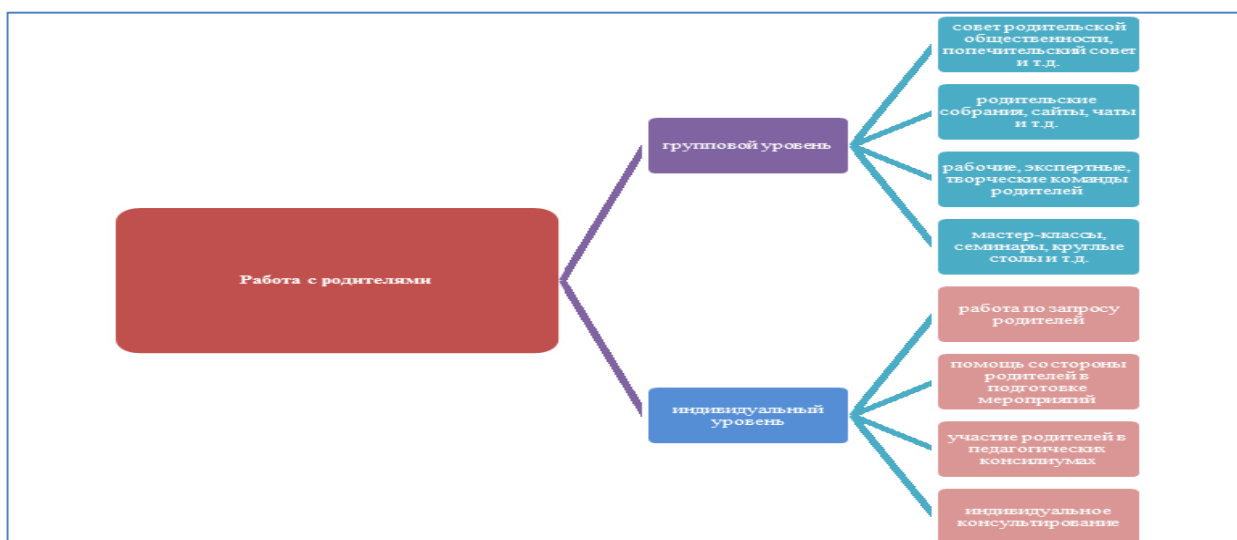 Работа с родителями
групповой уровень
совет родительской
общественности,
попечительский совет
и т.д.
родительские
собрания, сайты, чаты
и т.д.
рабочие, экспертные,
творческие команды
родителей
мастер-классы,
семинары, круглые
столы и т.д.
индивидуальный
уровень
работа по запросу
родителей
помощь со стороны
родителей в
подготовке
мероприятий
участие родителей в
педагогических
консилиумах
индивидуальное
консультирование